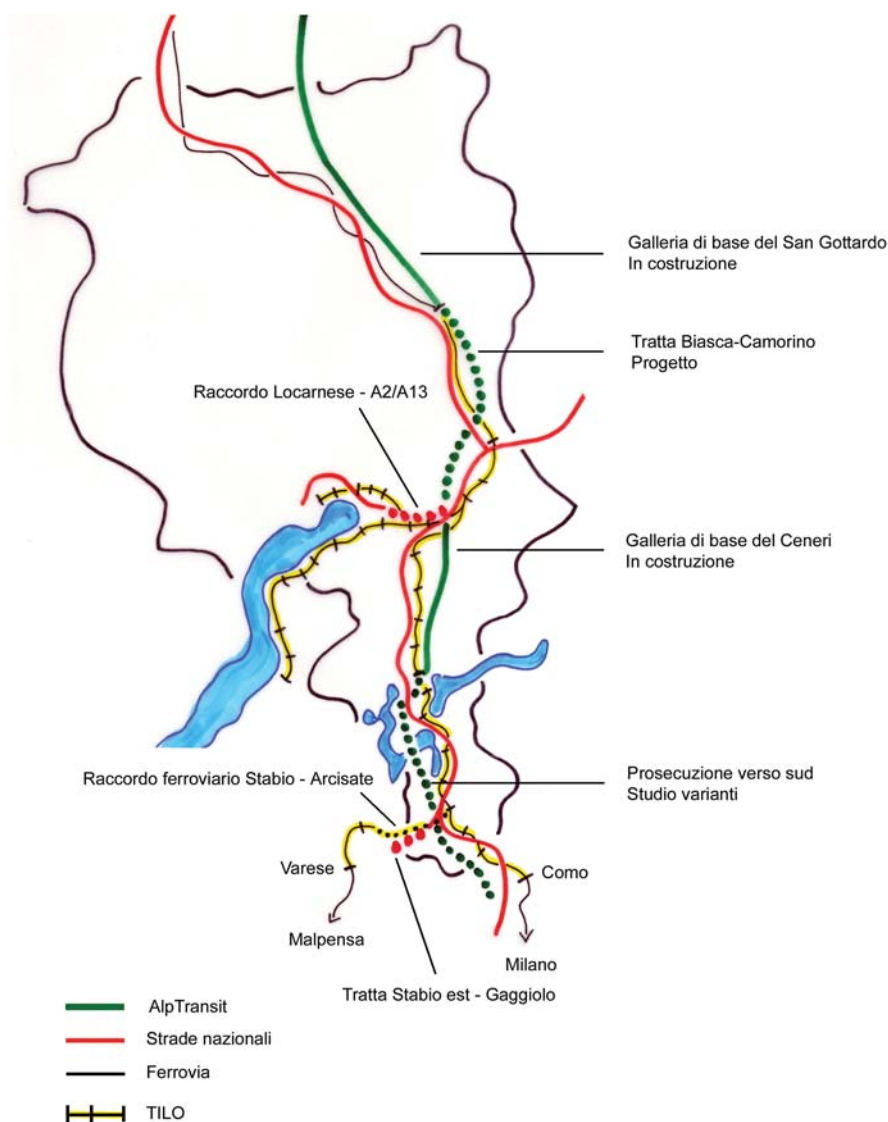 Galleria di base del San Gottardo
In costruzione
Tratta Biasca-Camorino
Progetto
Raccordo Locarnese - A2/A13
Galleria di base del Ceneri
In costruzione
Raccordo ferroviario Stabio - Arcisate
Prosecuzione verso sud
Studio varianti
Varese
Como
Malpensa
Milano
Tratta Stabio est - Gaggiolo
AlpTransit
Strade nazionali
Ferrovia
TILO